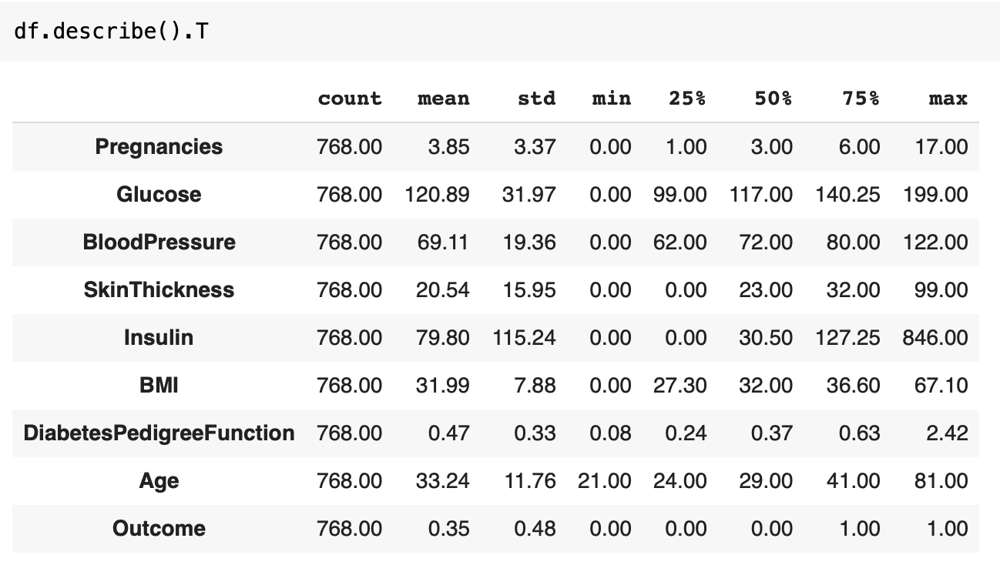 df.describe().T
count mean std min 25% 50% 75% max
Pregnancies 768.00 3.85 3.37 0.00 1.00 3.00 6.00 17.00
Glucose 768.00 120.89 31.97 0.00 99.00 117.00 140.25 199.00
BloodPressure 768.00 69.11 19.36 0.00 62.00 72.00 80.00 122.00
SkinThickness 768.00 20.54 15.95 0.00 0.00 23.00 32.00 99.00
Insulin 768.00 79.80 115.24 0.00 0.00 30.50 127.25 846.00
BMI 768.00 31.99 7.88 0.00 27.30 32.00 36.60 67.10
DiabetesPedigreeFunction 768.00 0.47 0.33 0.08 0.24 0.37 0.63 2.42
Age 768.00 33.24 11.76 21.00 24.00 29.00 41.00 81.00
Outcome 768.00 0.35 0.48 0.00 0.00 0.00 1.00 1.00